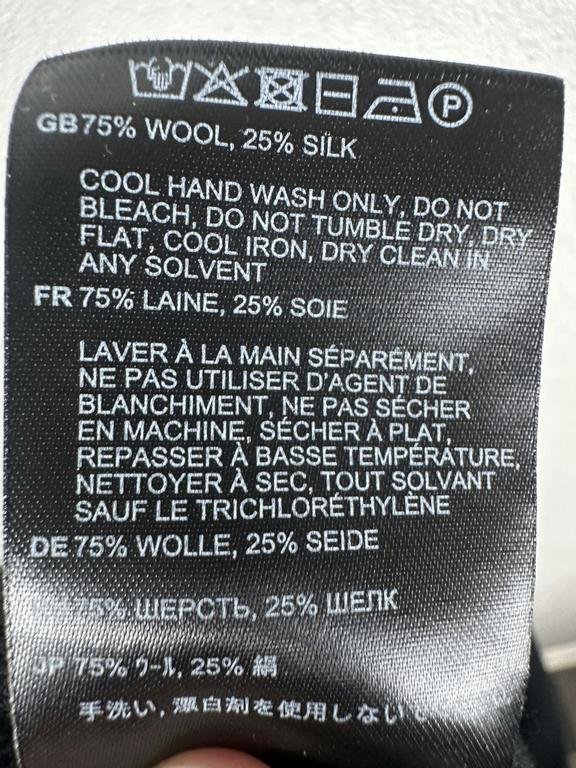 P
GB 75% WOOL, 25% SILK
COOL HAND WASH ONLY, DO NOT
BLEACH, DO NOT TUMBLE DRY, DRY
FLAT, COOL IRON, DRY CLEAN IN
ANY SOLVENT
FR 75% LAINE, 25% SOIE
LAVER À LA MAIN SÉPARÉMENT,
NE PAS UTILISER D'AGENT DE
BLANCHIMENT, NE PAS SÉCHER
EN MACHINE, SÉCHER À PLAT,
REPASSER À BASSE TEMPÉRATURE,
NETTOYER À SEC, TOUT SOLVANT
SAUF LE TRICHLORÉTHYLÈNE
DE 75% WOLLE, 25% SEIDE
75% ШЕРСТЬ, 25% ШЕЛК
JP 75% ウール, 25% 絹
手洗い, 漂白剤を使用しない